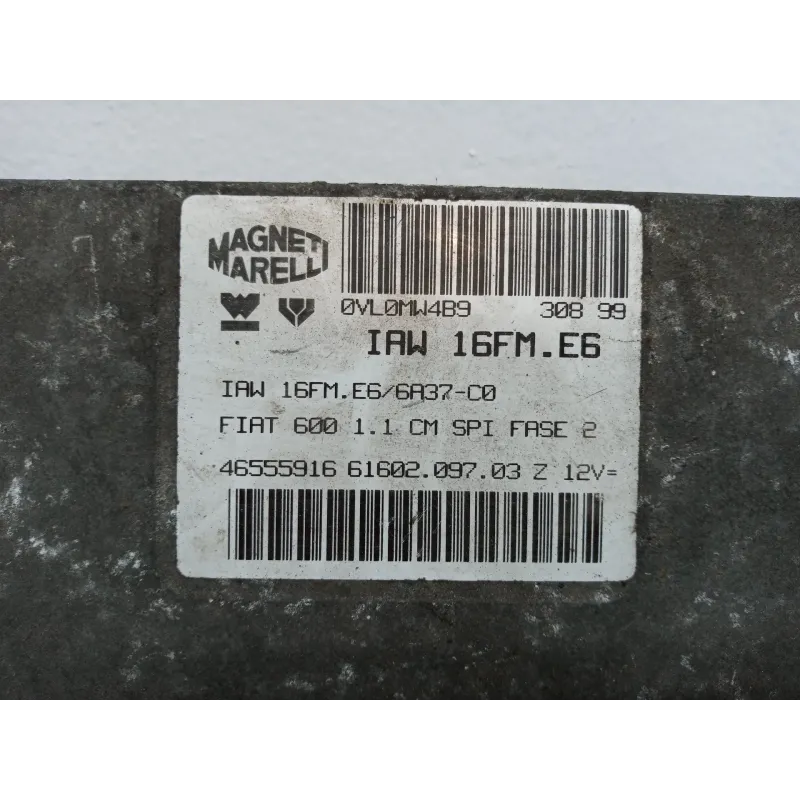 MAGNETI
MARELLI
0VL0MW4B9 308 99
IAW 16FM.E6
IAW 16FM.E6/6A37-C0
FIAT 600 1.1 CM SPI FASE 2
46555916 61602.097.03 Z 12V=